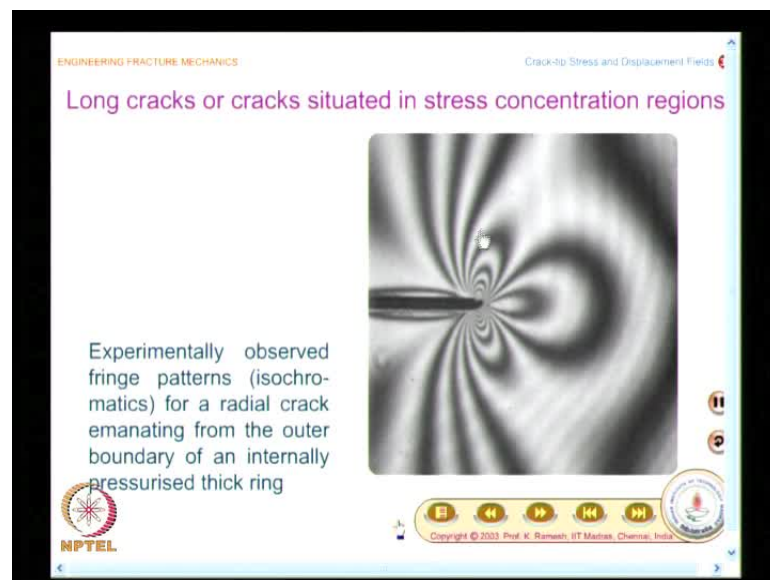 ENGINEERING FRACTURE MECHANICS
Crack-tip Stress and Displacement Fields
Long cracks or cracks situated in stress concentration regions
Experimentally observed
fringe patterns (isochro-
matics) for a radial crack
emanating from the outer
boundary of an internally
pressurised thick ring
NPTEL
Copyright © 2003 Prof. K. Ramesh, IIT Madras, Chennai, India